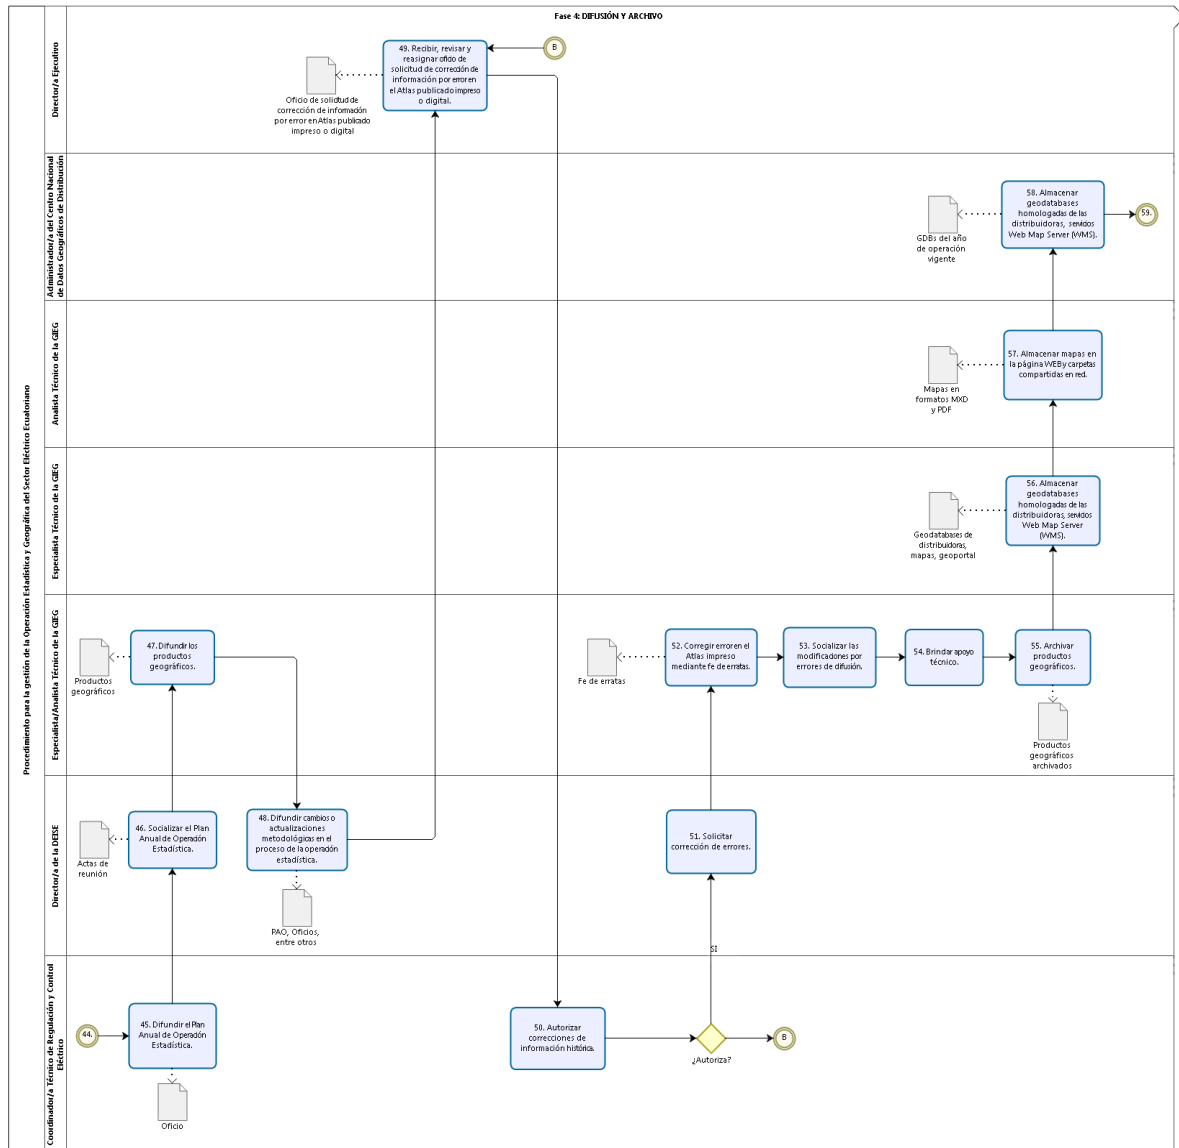 Fase 4: DIFUSIÓN Y ARCHIVO
Procedimiento para la gestión de la Operación Estadística y Geográfica del Sector Eléctrico Ecuatoriano
Director/a Ejecutivo
49. Recibir, revisar y
reasignar oficio de
solicitud de corrección de
información por error en
el Atlas publicado impreso
o digital.
B
Oficio de solicitud de
corrección de información
por error en Atlas publicado
impreso o digital
Administrador/a del Centro Nacional
de Datos Geográficos de Distribución
58. Almacenar
geodatabases
homologadas de las
distribuidoras, servicios
Web Map Server (WMS).
59.
GDBs del año
de operación
vigente
Analista Técnico de la GIEG
57. Almacenar mapas en
la página WEB y carpetas
compartidas en red.
Mapas en
formatos MXD
y PDF
Especialista Técnico de la GIEG
56. Almacenar
geodatabases
homologadas de las
distribuidoras, servicios
Web Map Server
(WMS).
Geodatabases de
distribuidoras,
mapas, geoportal
Especialista/Analista Técnico de la GIEG
47. Difundir los
productos
geográficos.
Productos
geográficos
52. Corregir error en el
Atlas impreso
mediante fe de erratas.
Fe de erratas
53. Socializar las
modificaciones por
errores de difusión.
54. Brindar apoyo
técnico.
55. Archivar
productos
geográficos.
Productos
geográficos
archivados
Director/a de la DEISE
46. Socializar el Plan
Anual de Operación
Estadística.
Actas de
reunión
48. Difundir cambios o
actualizaciones
metodológicas en el
proceso de la operación
estadística.
PAO, Oficios,
entre otros
51. Solicitar
corrección de errores.
SI
Coordinador/a Técnico de Regulación y Control
Eléctrico
44.
45. Difundir el Plan
Anual de Operación
Estadística.
Oficio
50. Autorizar
correcciones de
información histórica.
¿Autoriza?
B